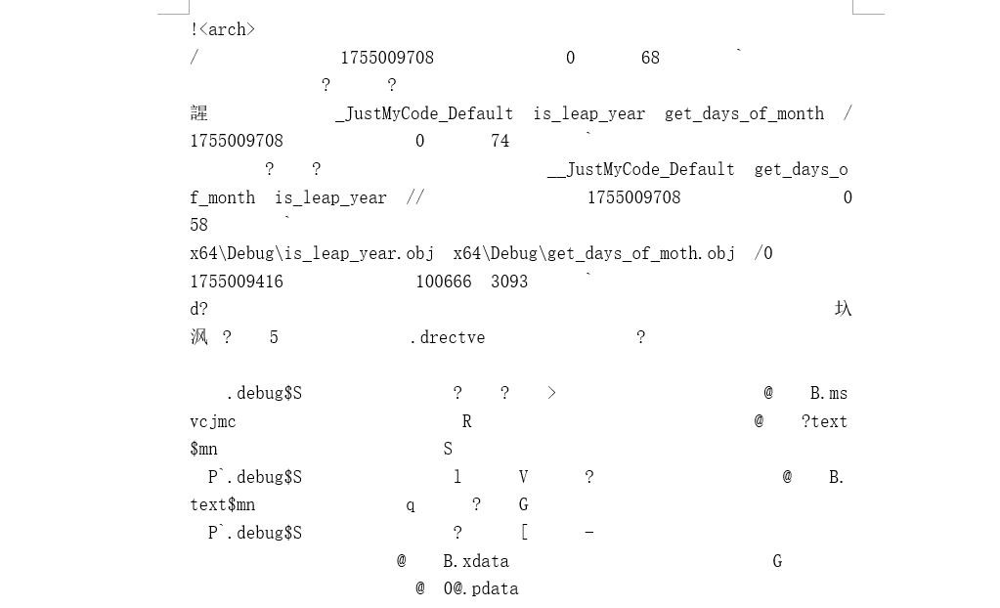 !<arch>
/ 1755009708 0 68 `
? ?
諻 _JustMyCode_Default is_leap_year get_days_of_month /
1755009708 0 74 `
? ? __JustMyCode_Default get_days_o
f_month is_leap_year // 1755009708 0
58 `
x64\Debug\is_leap_year.obj x64\Debug\get_days_of_moth.obj /0
1755009416 100666 3093 `
d? 圦
沨 ? 5 .drectve ?
.debug$S ? ? > @ B.ms
vcjmc R @ ?text
$mn S
P`.debug$S l V ? @ B.
text$mn q ? G
P`.debug$S ? [ -
@ B.xdata G
@ 0@.pdata